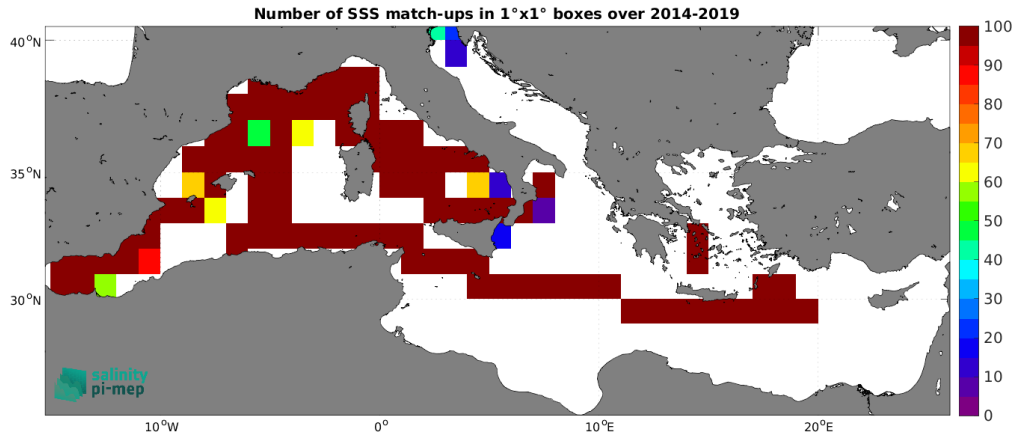 Number of SSS match-ups in 1°x1° boxes over 2014-2019
40°N
35°N
30°N
10°W
0°
10°E
20°E
100
90
80
70
60
50
40
30
20
10
0
salinity
pi-mep